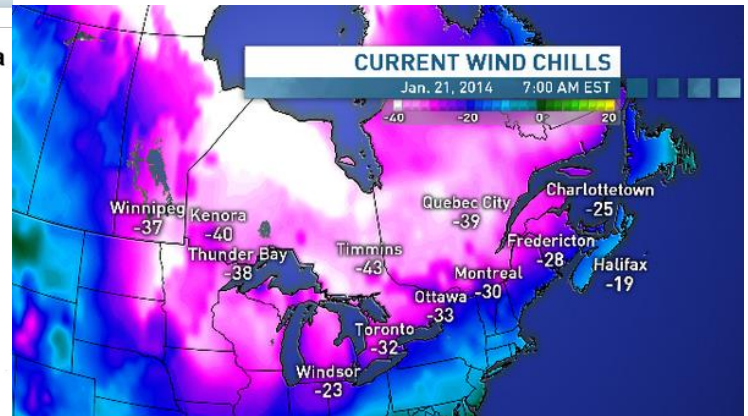 a
CURRENT WIND CHILLS
Jan. 21, 2014 7:00 AM EST
-40 -20 0 20
Winnipeg
-37
Kenora
-40
Thunder Bay
-38
Timmins
-43
Quebec City
-39
Charlottetown
-25
Fredericton
-28
Halifax
-19
Montreal
-30
Ottawa
-33
Toronto
-32
Windsor
-23